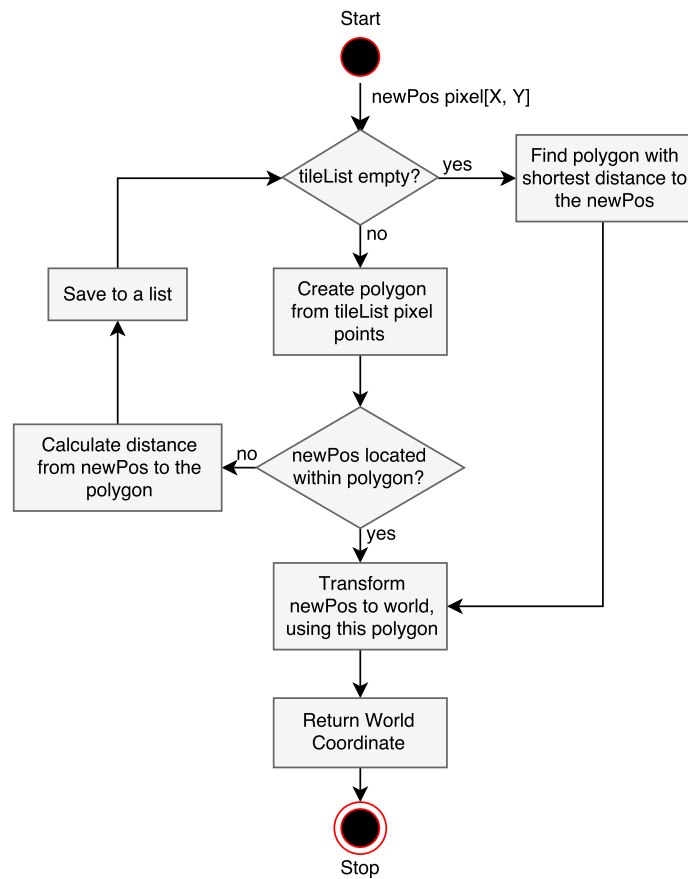 Start
newPos pixel[X, Y]
tileList empty?
yes
Find polygon with
shortest distance to
the newPos
no
Save to a list
Create polygon
from tileList pixel
points
Calculate distance
from newPos to the
polygon
no
newPos located
within polygon?
yes
Transform
newPos to world,
using this polygon
Return World
Coordinate
Stop